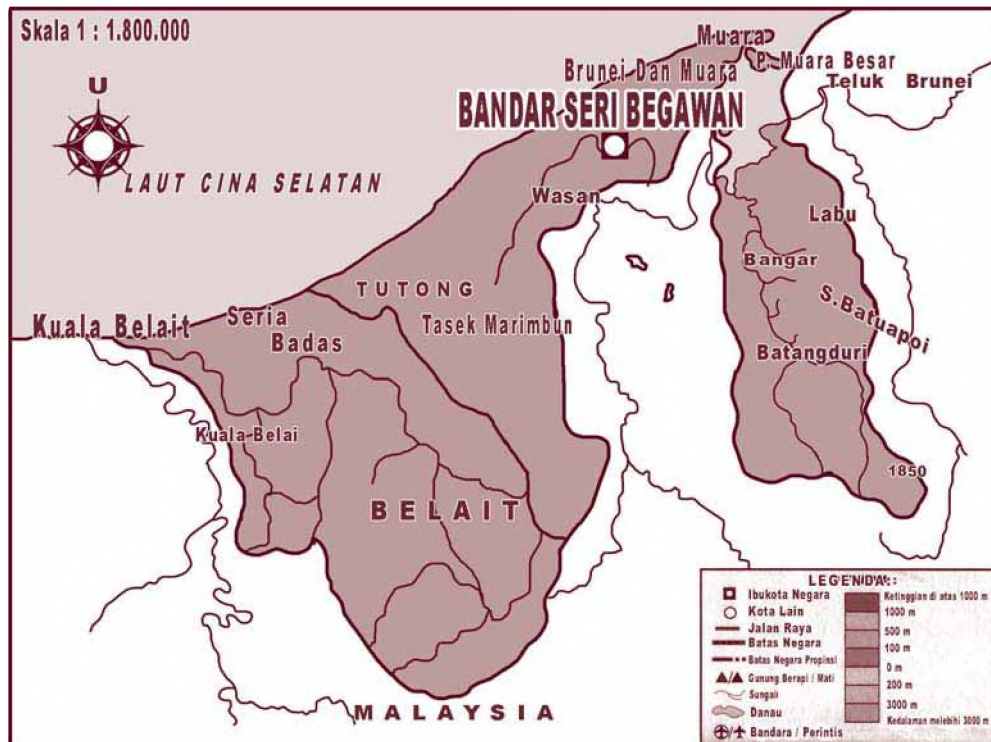 Skala 1 : 1.800.000
U
LAUT CINA SELATAN
Muara
P. Muara Besar
Brunei Dan Muara
Teluk Brunei
BANDAR SERI BEGAWAN
Wasan
Labu
Bangar
TUTONG
S.Batuapoi
Seria
Kuala Belait
Tasek Marimbun
Badas
Batangduri
Kuala Belai
1850
BELAIT
MALAYSIA
LEGENDA:
Ibukota Negara
Kota Lain
Jalan Raya
Batas Negara
Batas Negara Propinsi
Gunung Berapi / Mati
Sungali
Danau
Bandara / Perintis
Ketinggian di atas 1000 m
1000 m
500 m
100 m
0 m
200 m
3000 m
Kedalaman melebihi 3000 m